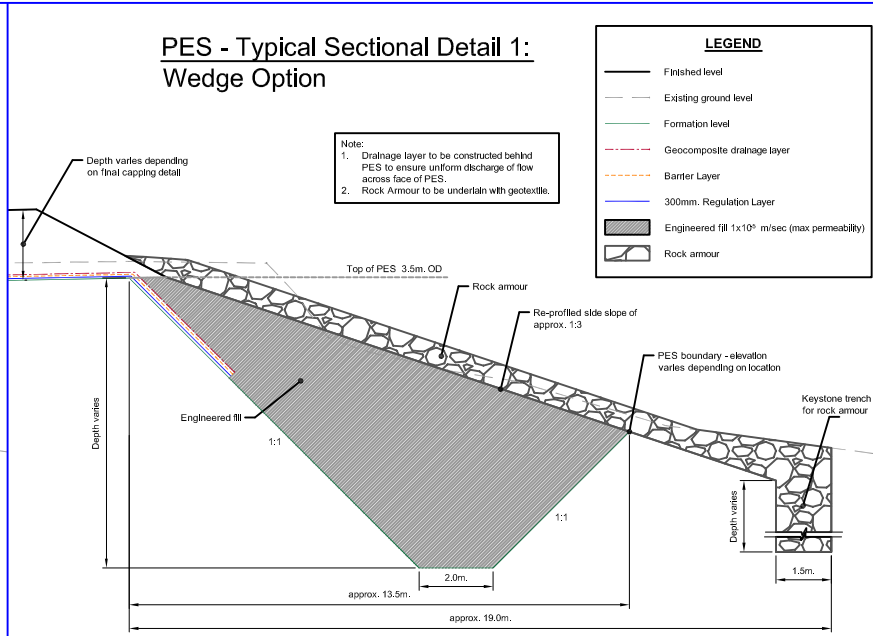 PES - Typical Sectional Detail 1:
Wedge Option
LEGEND
Finished level
Existing ground level
Formation level
Geocomposite drainage layer
Barrier Layer
300mm. Regulation Layer
Engineered fill 1x10⁻⁹ m/sec (max permeability)
Rock armour
Note:
1. Drainage layer to be constructed behind
PES to ensure uniform discharge of flow
across face of PES.
2. Rock Armour to be underlain with geotextile.
Depth varies depending
on final capping detail
Top of PES 3.5m. OD
Rock armour
Re-profiled side slope of
approx. 1:3
PES boundary - elevation
varies depending on location
Keystone trench
for rock armour
Engineered fill
Depth varies
1:1
1:1
Depth varies
2.0m.
1.5m.
approx. 13.5m.
approx. 19.0m.